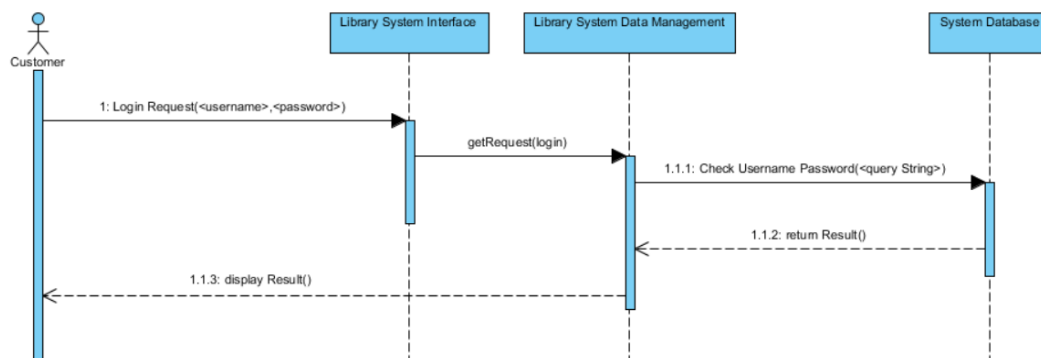 Library System Interface
Library System Data Management
System Database
Customer
1: Login Request(<username>,<password>)
getRequest(login)
1.1.1: Check Username Password(<query String>)
1.1.2: return Result()
1.1.3: display Result()